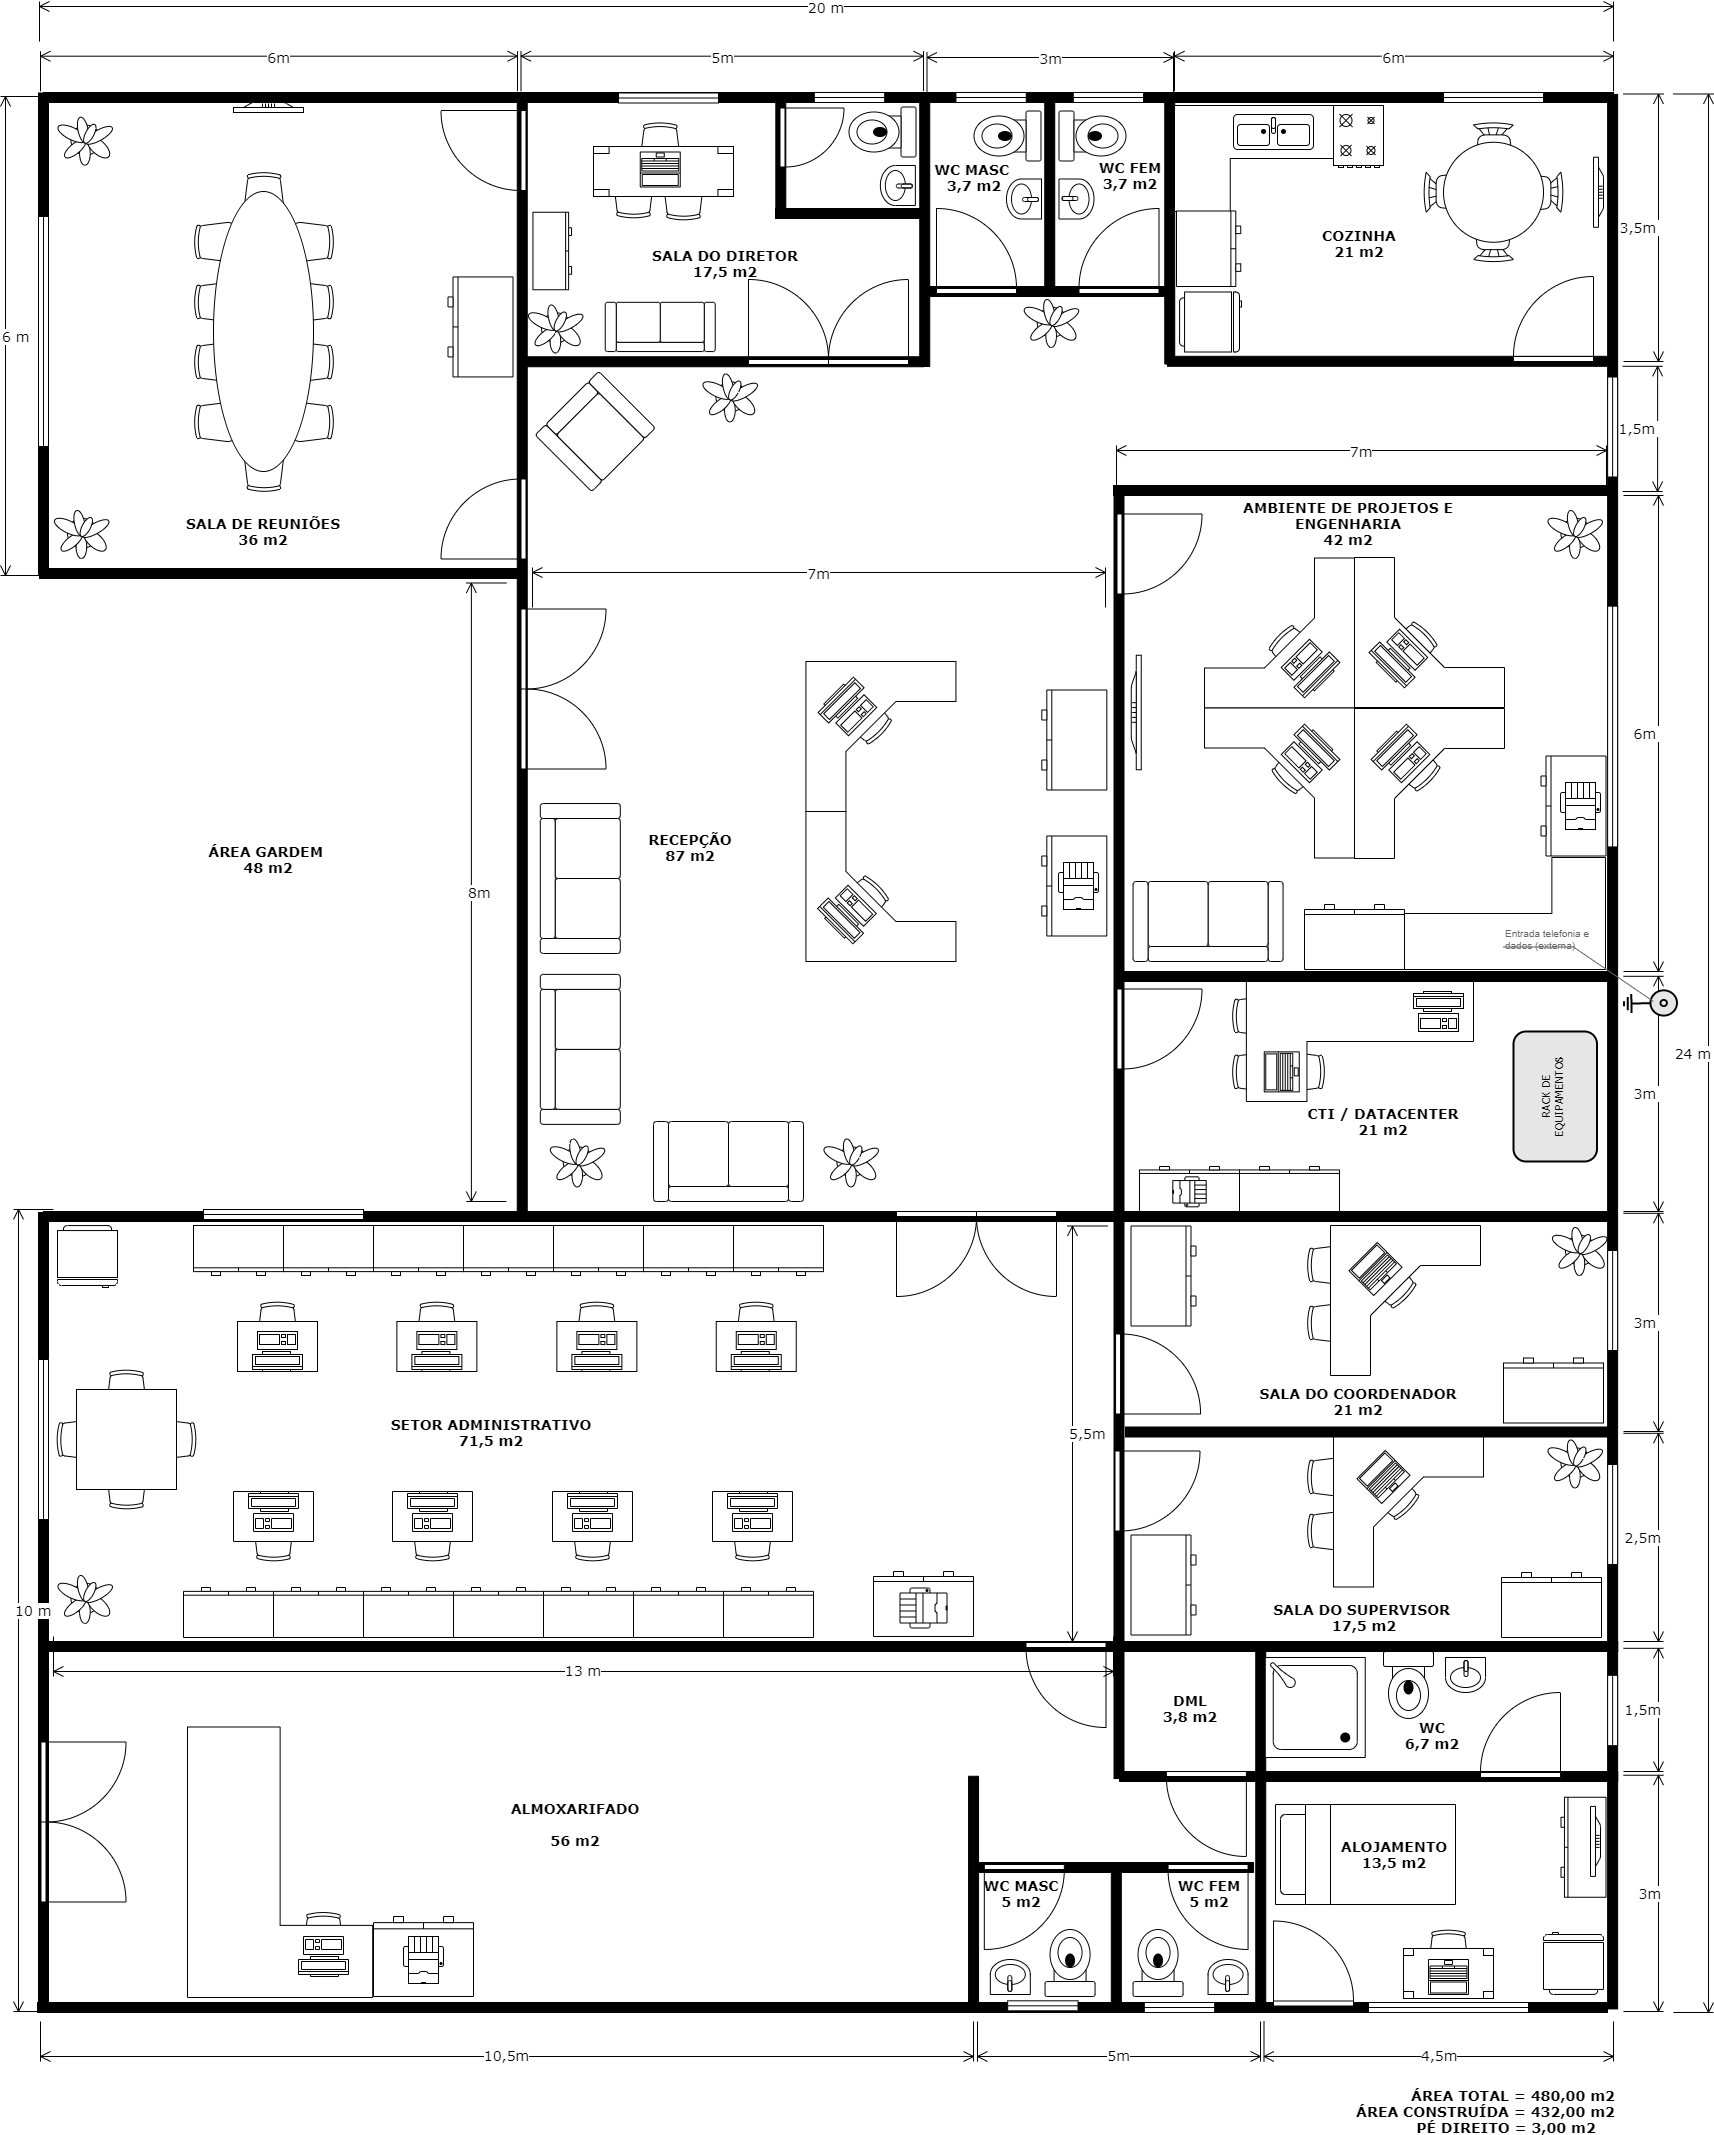 20 m
6m
5m
3m
6m
WC MASC
3,7 m2
WC FEM
3,7 m2
3,5m
COZINHA
21 m2
SALA DO DIRETOR
17,5 m2
6 m
1,5m
7m
SALA DE REUNIÕES
36 m2
AMBIENTE DE PROJETOS E
ENGENHARIA
42 m2
7m
6m
RECEPÇÃO
87 m2
ÁREA GARDEM
48 m2
8m
Entrada telefonia e
dados (externa)
24 m
RACK DE
EQUIPAMENTOS
3m
CTI / DATACENTER
21 m2
3m
SALA DO COORDENADOR
21 m2
SETOR ADMINISTRATIVO
71,5 m2
5,5m
2,5m
SALA DO SUPERVISOR
17,5 m2
10 m
13 m
DML
3,8 m2
1,5m
WC
6,7 m2
ALMOXARIFADO
56 m2
ALOJAMENTO
13,5 m2
WC MASC
5 m2
WC FEM
5 m2
3m
10,5m
5m
4,5m
ÁREA TOTAL = 480,00 m2
ÁREA CONSTRUÍDA = 432,00 m2
PÉ DIREITO = 3,00 m2